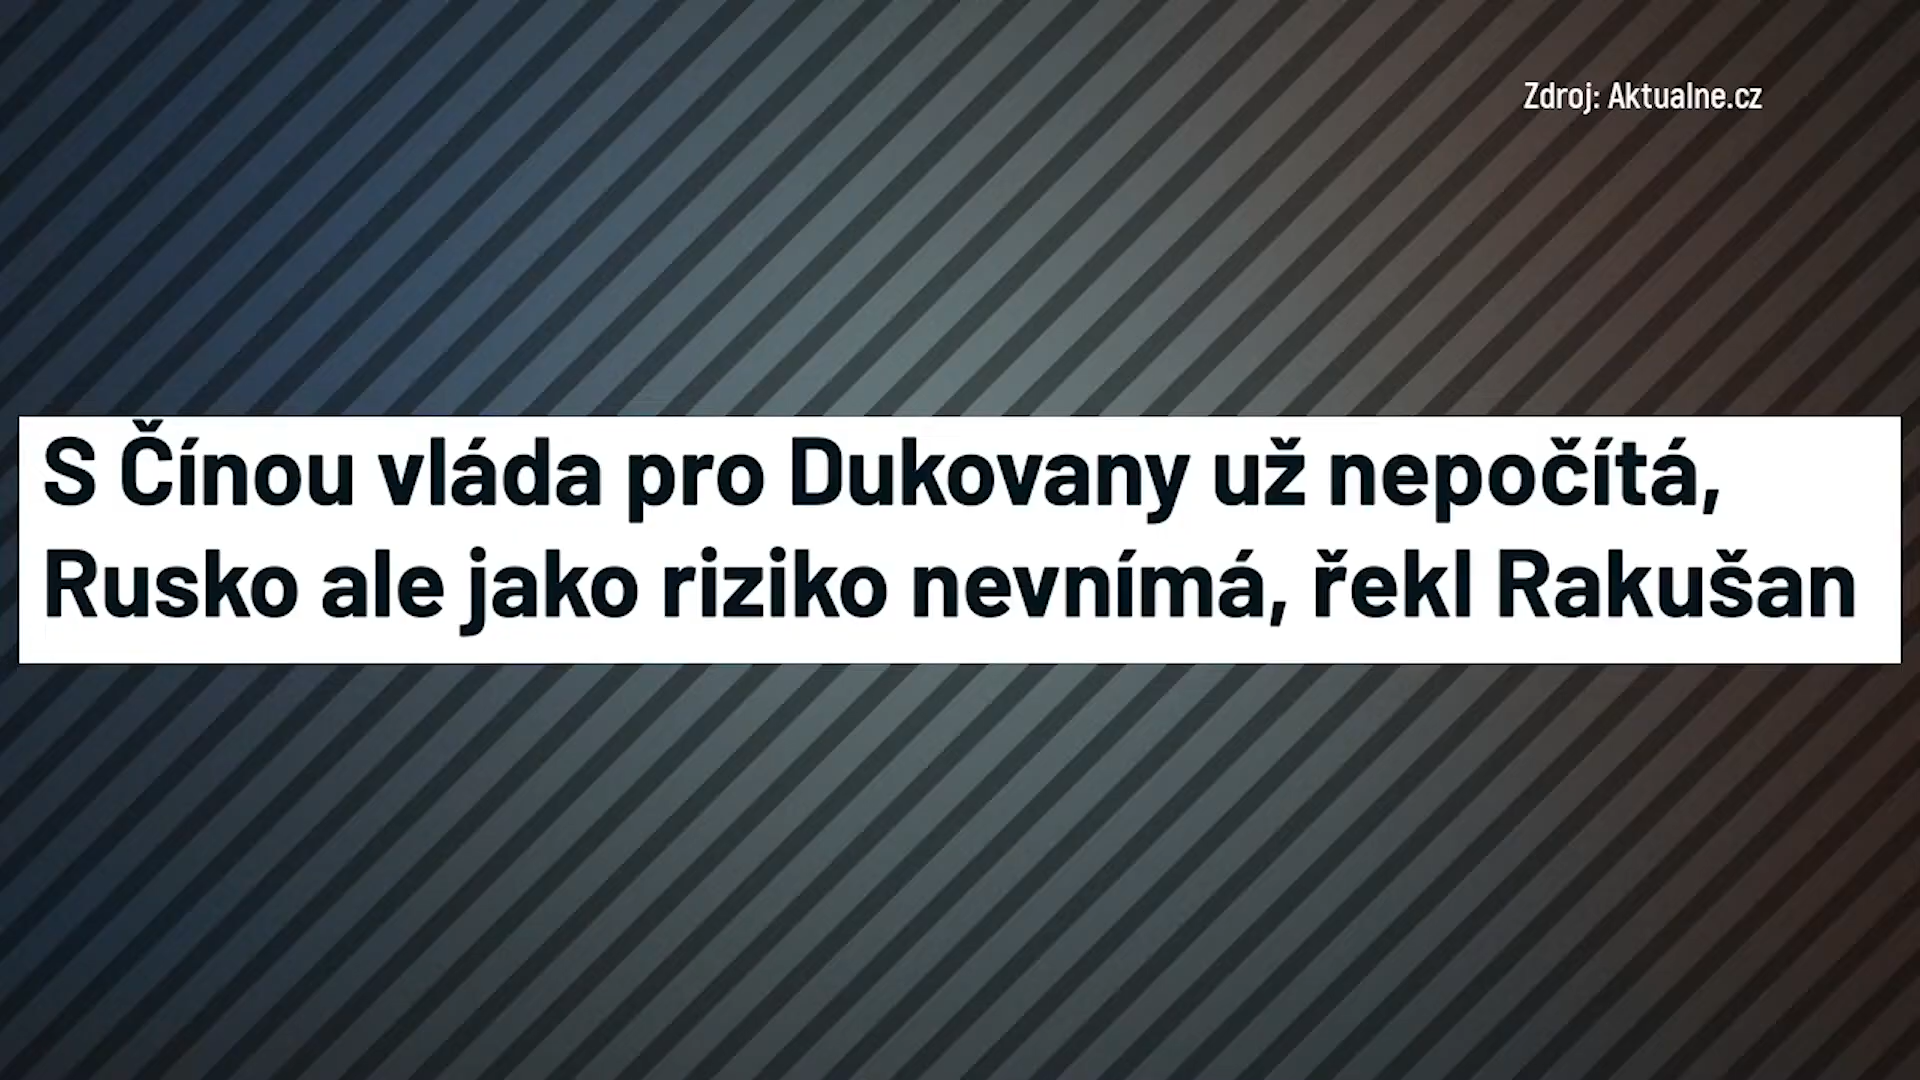 Zdroj: Aktualne.cz
S Čínou vláda pro Dukovany už nepočítá,
Rusko ale jako riziko nevnímá, řekl Rakušan